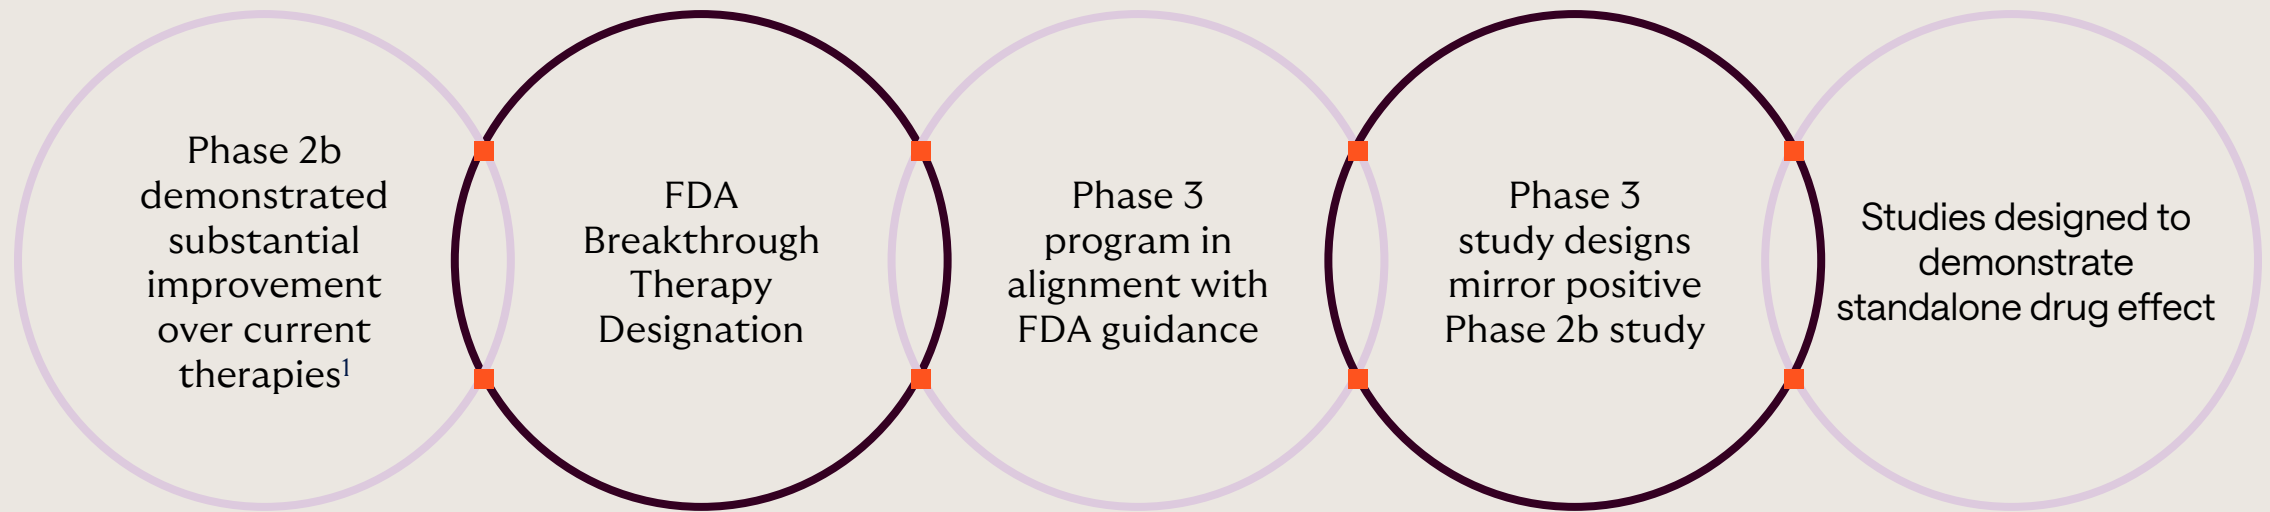 Phase 2b
demonstrated
substantial
improvement
over current
therapies¹
FDA
Breakthrough
Therapy
Designation
Phase 3
program in
alignment with
FDA guidance
Phase 3
study designs
mirror positive
Phase 2b study
Studies designed to
demonstrate
standalone drug effect